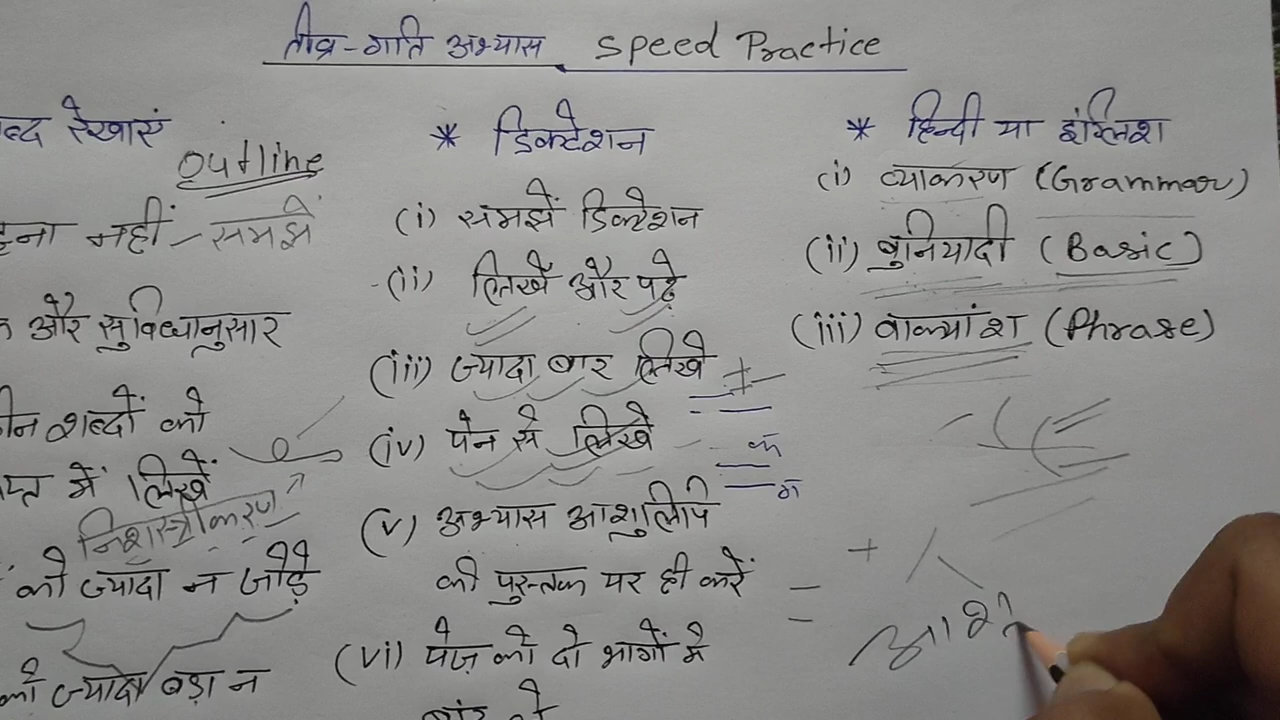 तीव्र-गति अभ्यास Speed Practice
रेखाएं
outline
नहीं - समझें
और सुविधानुसार
शब्दों को
में लिखें
निशस्त्रीकरण
को ज्यादा न जोड़े
को ज्यादा बड़ा न
* डिक्टेशन
(i) समझें डिक्टेशन
(ii) लिखें और पढ़े
(iii) ज्यादा बार लिखे
(iv) पेन से लिखे
क
ग
(v) अभ्यास आशुलिपि
की पुस्तक पर ही करें
(vi) पेज को दो भागों मे
* हिन्दी या इंग्लिश
(i) व्याकरण (Grammar)
(ii) बुनियादी (Basic)
(iii) वाक्यांश (Phrase)